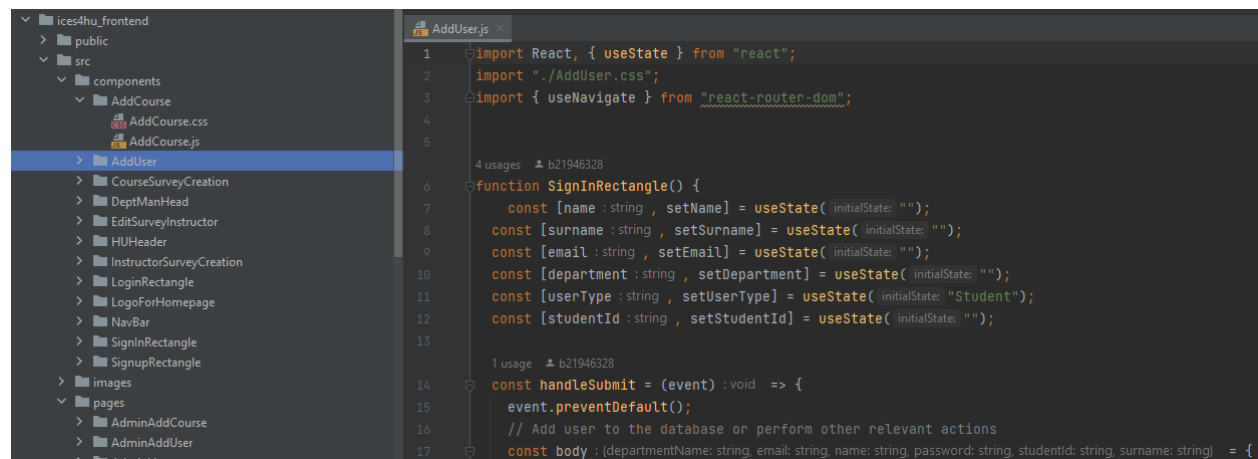 ices4hu_frontend
public
src
components
AddCourse
AddCourse.css
AddCourse.js
AddUser
CourseSurveyCreation
DeptManHead
EditSurveyInstructor
HUHeader
InstructorSurveyCreation
LoginRectangle
LogoForHomepage
NavBar
SignInRectangle
SignupRectangle
images
pages
AdminAddCourse
AdminAddUser
AddUser.js
1 import React, { useState } from "react";
2 import "./AddUser.css";
3 import { useNavigate } from "react-router-dom";
4
5
4 usages b21946328
6 function SignInRectangle() {
7 const [name : string , setName] = useState( initialState: "");
8 const [surname : string , setSurname] = useState( initialState: "");
9 const [email : string , setEmail] = useState( initialState: "");
10 const [department : string , setDepartment] = useState( initialState: "");
11 const [userType : string , setUserType] = useState( initialState: "Student");
12 const [studentId : string , setStudentId] = useState( initialState: "");
13
1 usage b21946328
14 const handleSubmit = (event) : void => {
15 event.preventDefault();
16 // Add user to the database or perform other relevant actions
17 const body : {departmentName: string, email: string, name: string, password: string, studentId: string, surname: string} = {